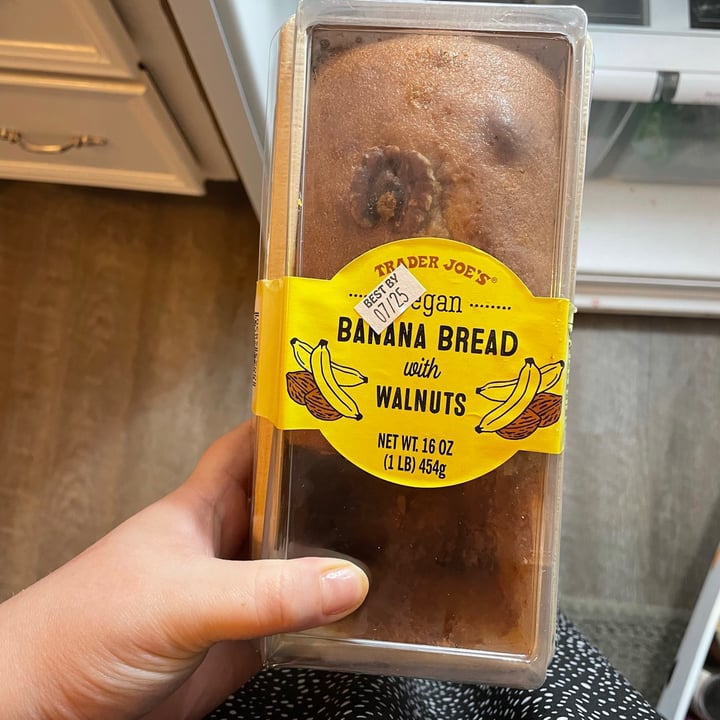 TRADER JOE'S®
BEST BY
07/25
egan
BANANA BREAD
with
WALNUTS
NET WT. 16 OZ
(1 LB) 454g